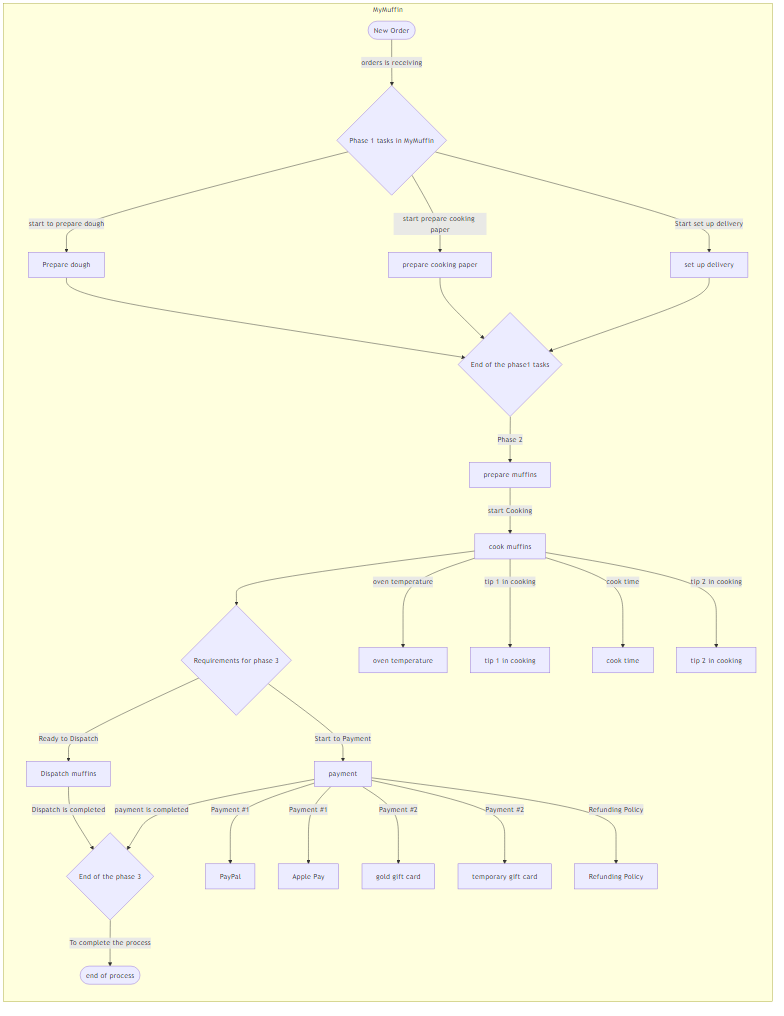 MyMuffin
New Order
orders is receiving
Phase 1 tasks in MyMuffin
start to prepare dough
start prepare cooking
paper
Start set up delivery
Prepare dough
prepare cooking paper
set up delivery
End of the phase1 tasks
Phase 2
prepare muffins
start Cooking
cook muffins
oven temperature
tip 1 in cooking
cook time
tip 2 in cooking
Requirements for phase 3
oven temperature
tip 1 in cooking
cook time
tip 2 in cooking
Ready to Dispatch
Start to Payment
Dispatch muffins
payment
Dispatch is completed
payment is completed
Payment #1
Payment #1
Payment #2
Payment #2
Refunding Policy
End of the phase 3
PayPal
Apple Pay
gold gift card
temporary gift card
Refunding Policy
To complete the process
end of process